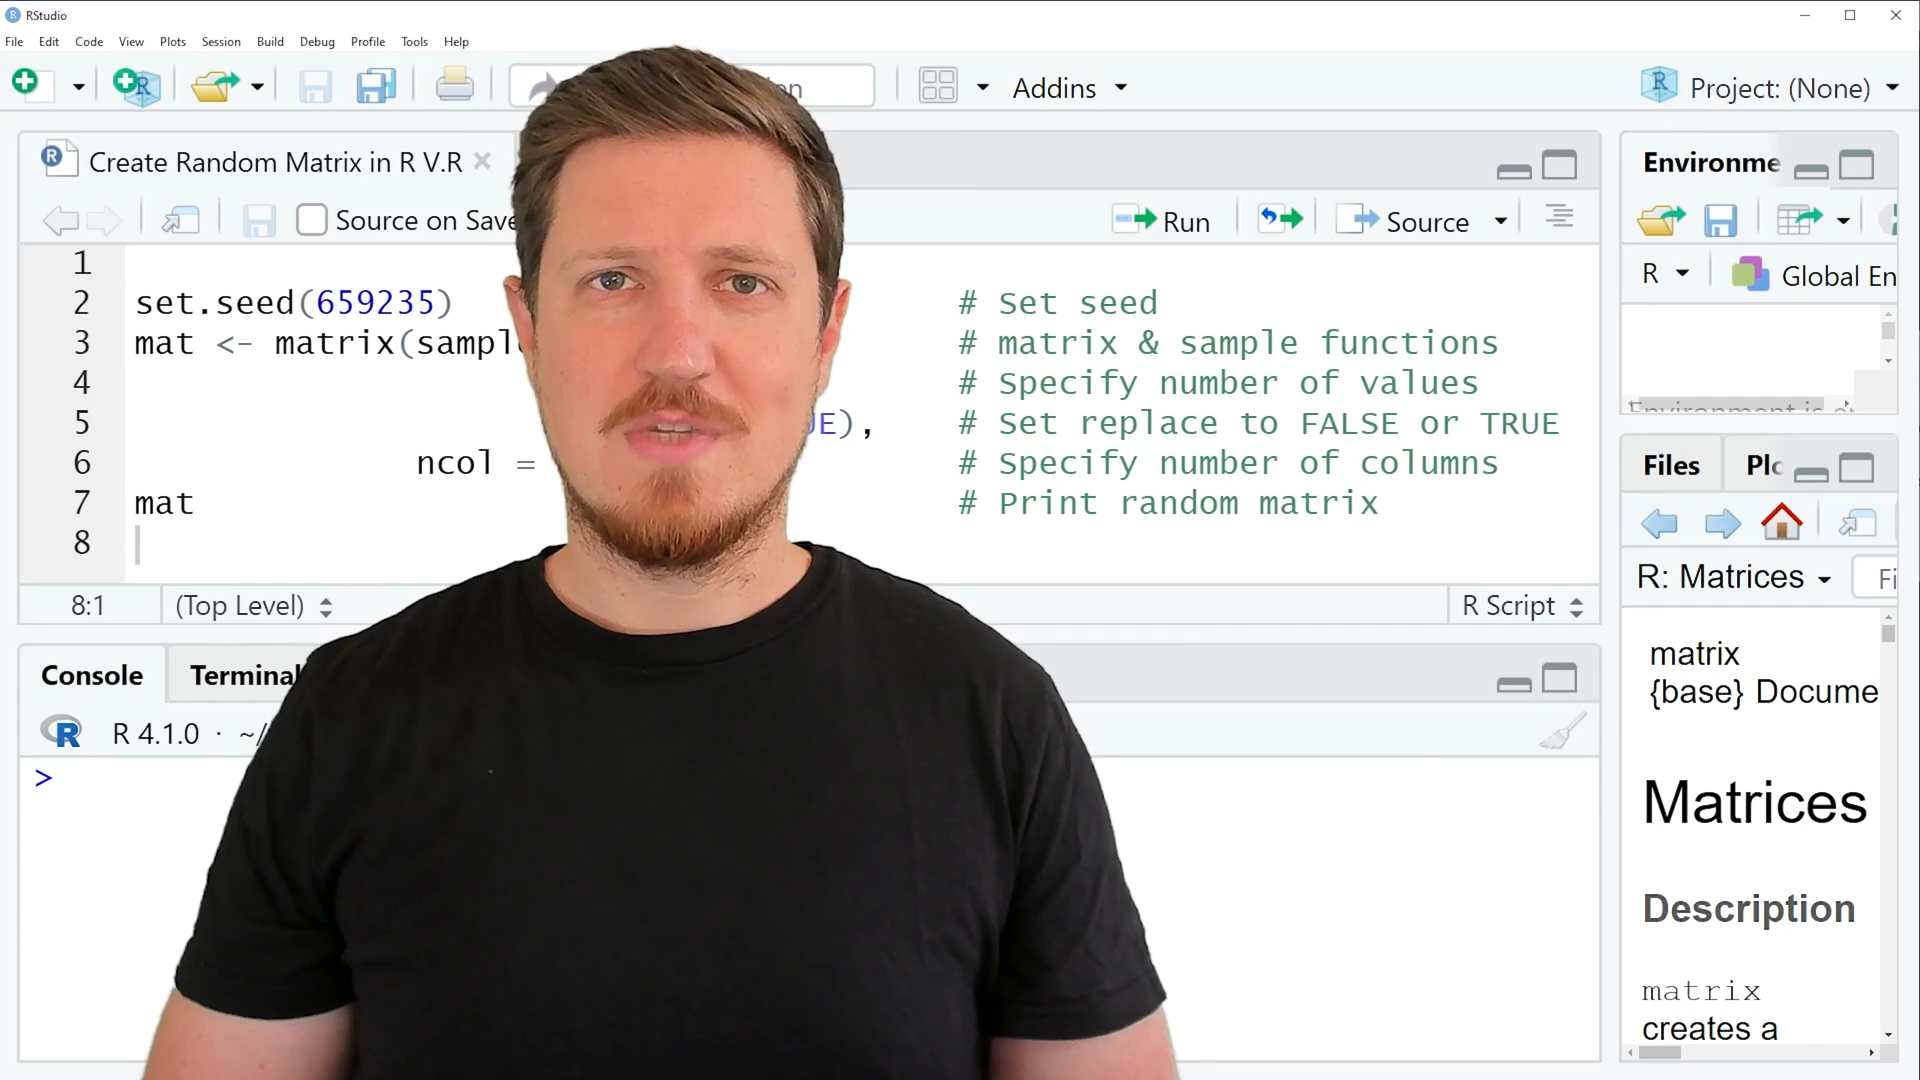 RStudio
File Edit Code View Plots Session Build Debug Profile Tools Help
Addins
Project: (None)
Create Random Matrix in R V.R
Source on Save
Run
Source
1
2 set.seed(659235) # Set seed
3 mat <- matrix( # matrix & sample functions
4 # Specify number of values
5 ), # Set replace to FALSE or TRUE
6 ncol = # Specify number of columns
7 mat # Print random matrix
8
8:1 (Top Level) R Script
Console Terminal
R 4.1.0 · ~/
>
Environme
R Global En
Files
R: Matrices
matrix
{base} Docume
Matrices
Description
matrix
creates a